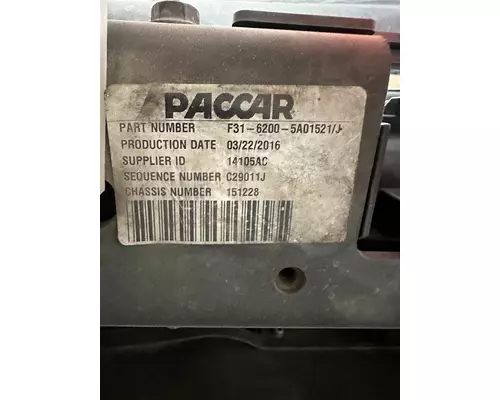 PACCAR
PART NUMBER F31-6200-5A01521/J
PRODUCTION DATE 03/22/2016
SUPPLIER ID 14105AC
SEQUENCE NUMBER C29011J
CHASSIS NUMBER 151228